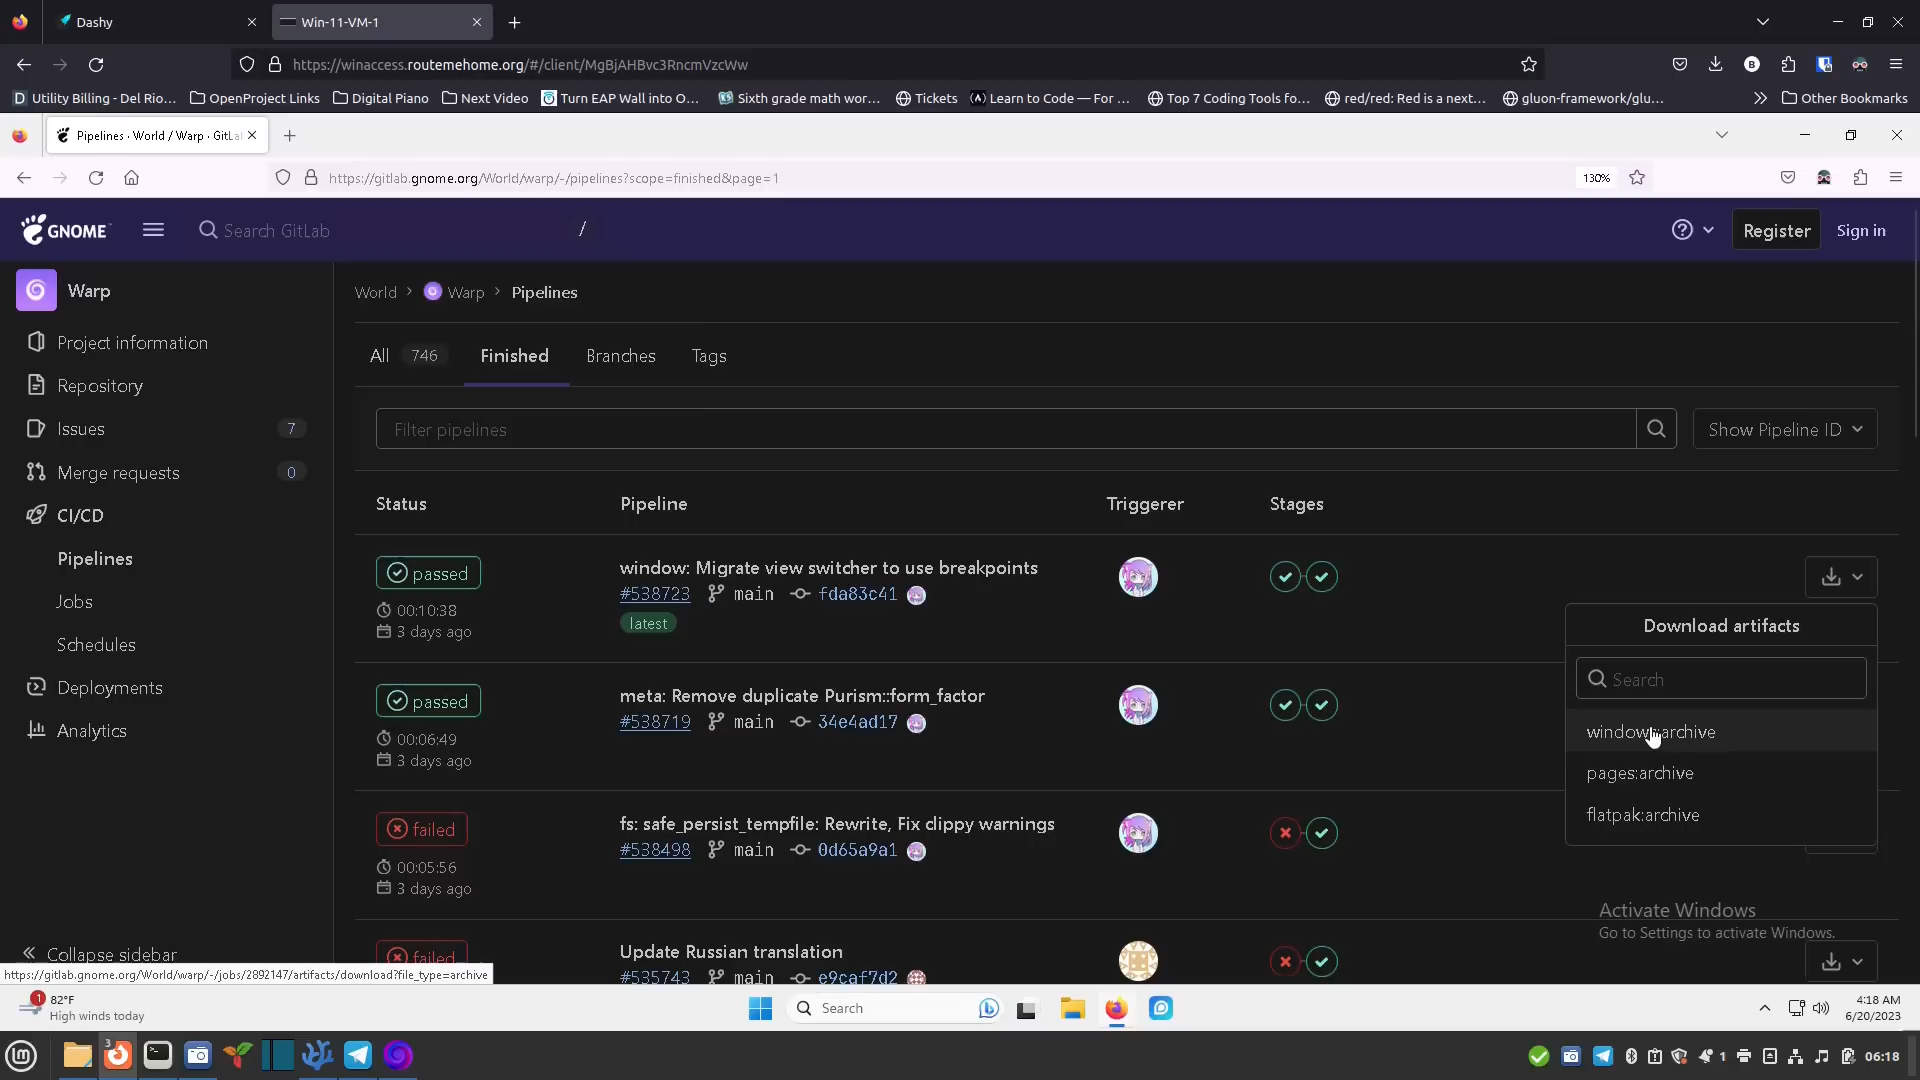 Dashy
Win-11-VM-1
https://winaccess.routemehome.org/#/client/MgBjAHBvc3RncmVzcWw
Utility Billing - Del Rio...
OpenProject Links
Digital Piano
Next Video
Turn EAP Wall into O...
Sixth grade math wor...
Tickets
Learn to Code — For ...
Top 7 Coding Tools fo...
red/red: Red is a next...
gluon-framework/glu...
Other Bookmarks
Pipelines · World / Warp · GitLa
https://gitlab.gnome.org/World/warp/-/pipelines?scope=finished&page=1
130%
GNOME
Search GitLab
/
Register
Sign in
Warp
Project information
Repository
Issues 7
Merge requests 0
CI/CD
Pipelines
Jobs
Schedules
Deployments
Analytics
Collapse sidebar
World > Warp > Pipelines
All 746
Finished
Branches
Tags
Filter pipelines
Show Pipeline ID
Status
Pipeline
Triggerer
Stages
passed
00:10:38
3 days ago
window: Migrate view switcher to use breakpoints
#538723 main fda83c41
latest
passed
00:06:49
3 days ago
meta: Remove duplicate Purism::form_factor
#538719 main 34e4ad17
failed
00:05:56
3 days ago
fs: safe_persist_tempfile: Rewrite, Fix clippy warnings
#538498 main 0d65a9a1
failed
Update Russian translation
#535743 main e9caf7d2
Download artifacts
Search
pages:archive
flatpak:archive
Activate Windows
Go to Settings to activate Windows.
https://gitlab.gnome.org/World/warp/-/jobs/2892147/artifacts/download?file_type=archive
1
82°F
High winds today
Search
4:18 AM
6/20/2023
3
1
06:18